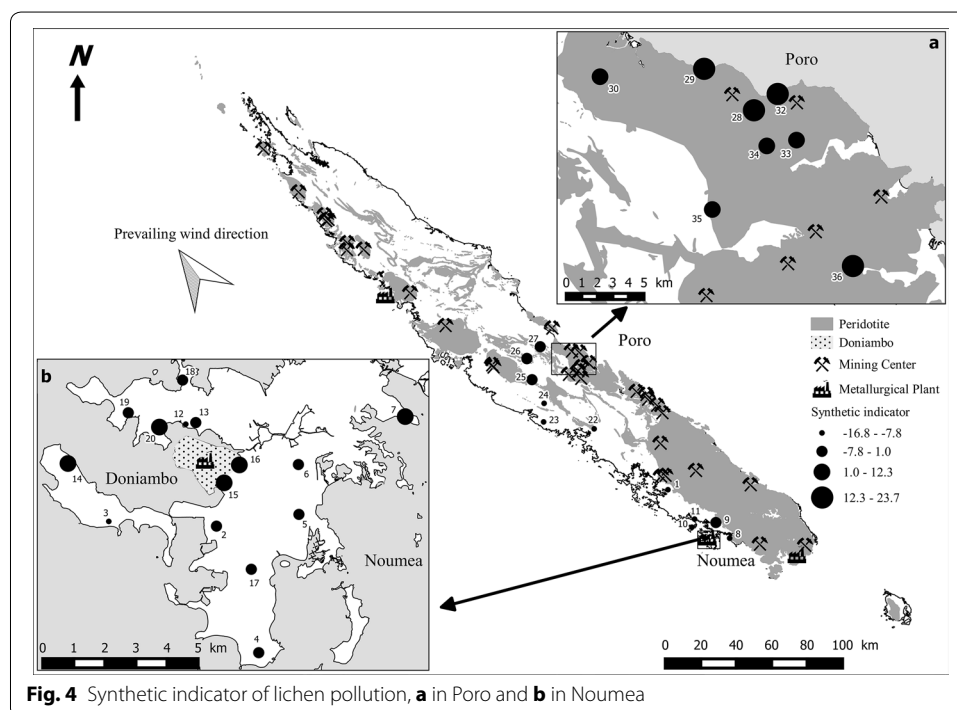 N
Prevailing wind direction
a
Poro
30
29
28
32
34
33
35
36
0 1 2 3 4 5 km
Poro
27
26
25
24
23
22
1
11
10
9
8
Noumea
Peridotite
Doniambo
Mining Center
Metallurgical Plant
Synthetic indicator
-16.8 - -7.8
-7.8 - 1.0
1.0 - 12.3
12.3 - 23.7
b
18
19
12
13
20
7
14
16
Doniambo
15
6
3
2
5
Noumea
17
4
0 1 2 3 4 5 km
0 20 40 60 80 100 km
Fig. 4 Synthetic indicator of lichen pollution, a in Poro and b in Noumea